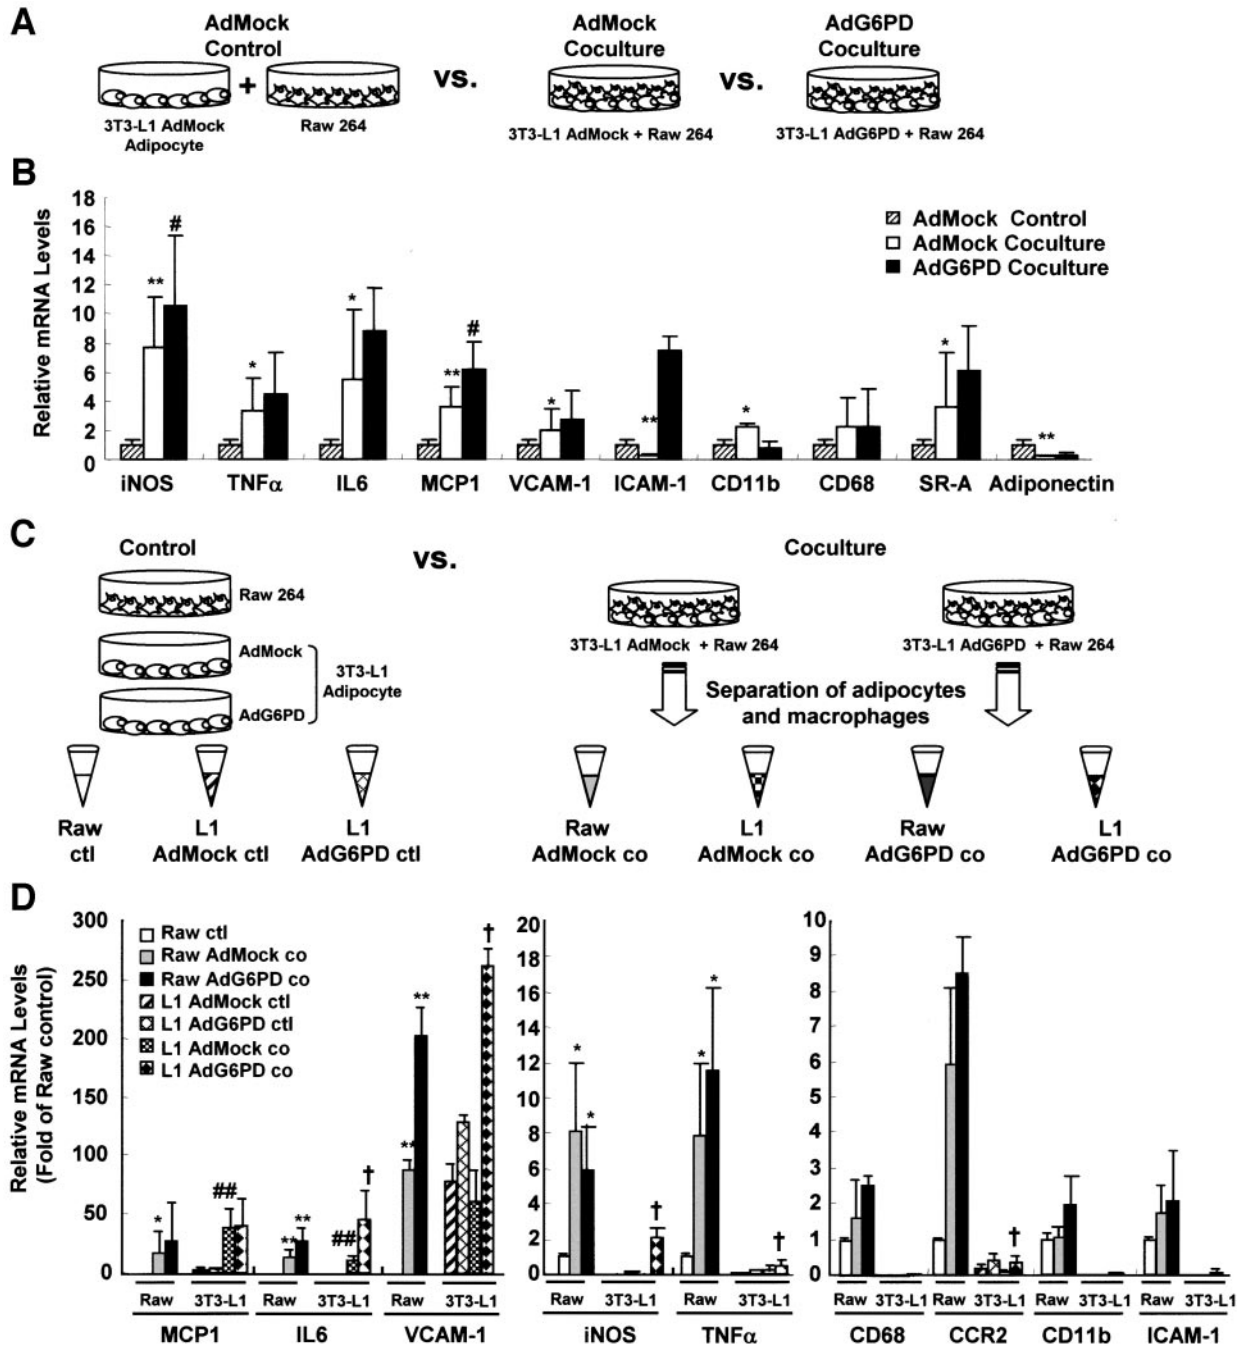 A
AdMock
Control
AdMock
Coculture
AdG6PD
Coculture
+
vs.
vs.
3T3-L1 AdMock
Adipocyte
Raw 264
3T3-L1 AdMock + Raw 264
3T3-L1 AdG6PD + Raw 264
B
Relative mRNA Levels
18
16
14
12
10
8
6
4
2
0
AdMock Control
AdMock Coculture
AdG6PD Coculture
** # * * ** # * ** * * **
iNOS TNFα IL6 MCP1 VCAM-1 ICAM-1 CD11b CD68 SR-A Adiponectin
C
Control
vs.
Coculture
Raw 264
AdMock
AdG6PD
3T3-L1
Adipocyte
3T3-L1 AdMock + Raw 264
3T3-L1 AdG6PD + Raw 264
Separation of adipocytes
and macrophages
Raw
ctl
L1
AdMock ctl
L1
AdG6PD ctl
Raw
AdMock co
L1
AdMock co
Raw
AdG6PD co
L1
AdG6PD co
D
Relative mRNA Levels
(Fold of Raw control)
300
250
200
150
100
50
0
Raw ctl
Raw AdMock co
Raw AdG6PD co
L1 AdMock ctl
L1 AdG6PD ctl
L1 AdMock co
L1 AdG6PD co
* ## ** ** ## † ** ** †
Raw 3T3-L1 Raw 3T3-L1 Raw 3T3-L1
MCP1 IL6 VCAM-1
20
18
16
14
12
10
8
6
4
2
0
* * † * * †
Raw 3T3-L1 Raw 3T3-L1
iNOS TNFα
10
9
8
7
6
5
4
3
2
1
0
†
Raw 3T3-L1 Raw 3T3-L1 Raw 3T3-L1 Raw 3T3-L1
CD68 CCR2 CD11b ICAM-1